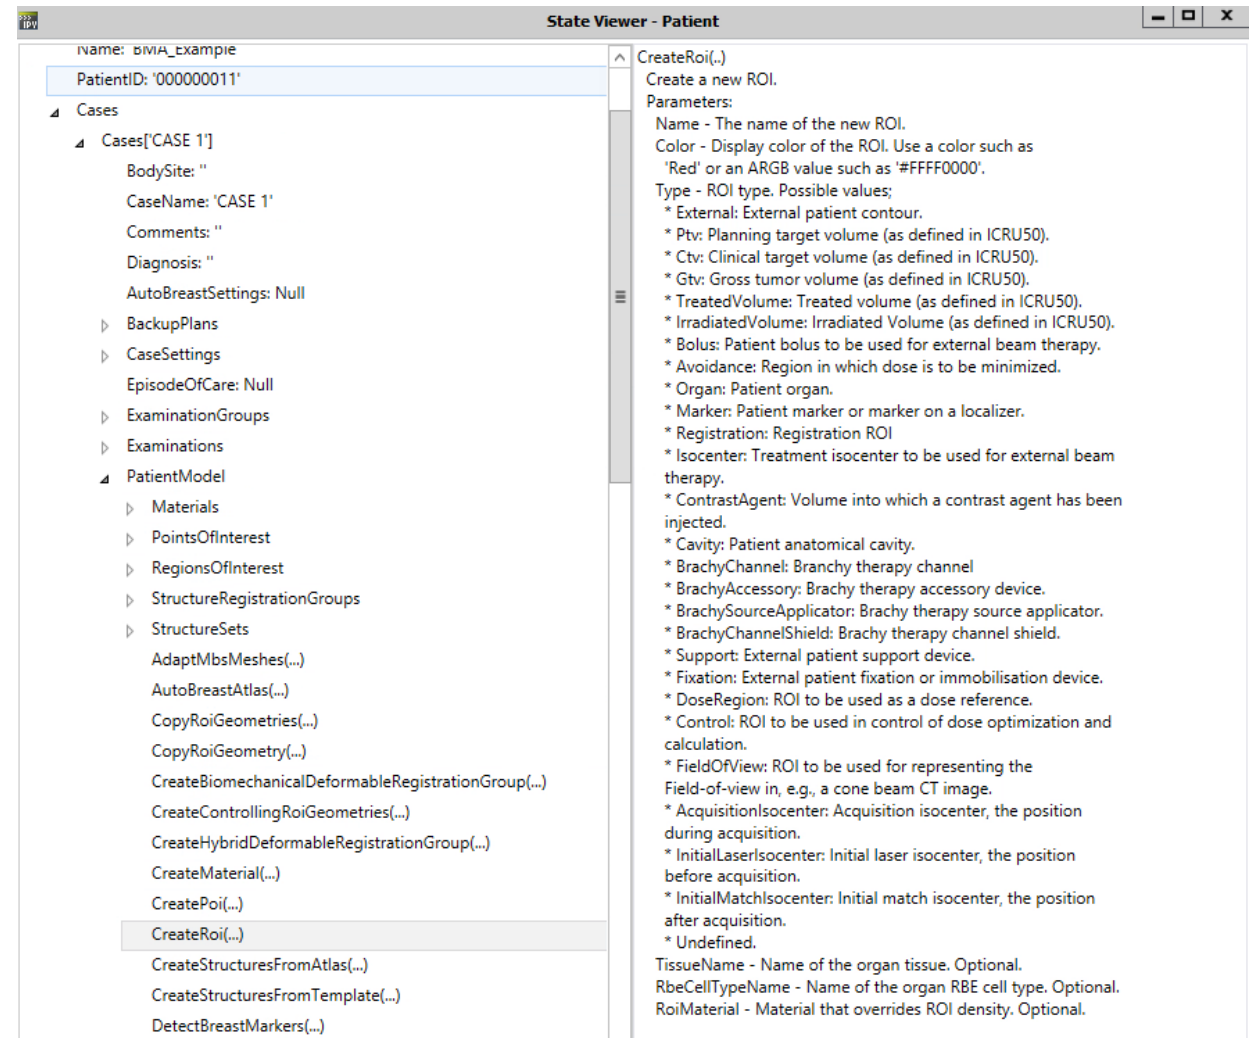 IPY
State Viewer - Patient
Name: 'BMA_Example
PatientID: '000000011'
Cases
Cases['CASE 1']
BodySite: ''
CaseName: 'CASE 1'
Comments: ''
Diagnosis: ''
AutoBreastSettings: Null
BackupPlans
CaseSettings
EpisodeOfCare: Null
ExaminationGroups
Examinations
PatientModel
Materials
PointsOfInterest
RegionsOfInterest
StructureRegistrationGroups
StructureSets
AdaptMbsMeshes(...)
AutoBreastAtlas(...)
CopyRoiGeometries(...)
CopyRoiGeometry(...)
CreateBiomechanicalDeformableRegistrationGroup(...)
CreateControllingRoiGeometries(...)
CreateHybridDeformableRegistrationGroup(...)
CreateMaterial(...)
CreatePoi(...)
CreateRoi(...)
CreateStructuresFromAtlas(...)
CreateStructuresFromTemplate(...)
DetectBreastMarkers(...)
CreateRoi(..)
Create a new ROI.
Parameters:
Name - The name of the new ROI.
Color - Display color of the ROI. Use a color such as
'Red' or an ARGB value such as '#FFFF0000'.
Type - ROI type. Possible values;
* External: External patient contour.
* Ptv: Planning target volume (as defined in ICRU50).
* Ctv: Clinical target volume (as defined in ICRU50).
* Gtv: Gross tumor volume (as defined in ICRU50).
* TreatedVolume: Treated volume (as defined in ICRU50).
* IrradiatedVolume: Irradiated Volume (as defined in ICRU50).
* Bolus: Patient bolus to be used for external beam therapy.
* Avoidance: Region in which dose is to be minimized.
* Organ: Patient organ.
* Marker: Patient marker or marker on a localizer.
* Registration: Registration ROI
* Isocenter: Treatment isocenter to be used for external beam
therapy.
* ContrastAgent: Volume into which a contrast agent has been
injected.
* Cavity: Patient anatomical cavity.
* BrachyChannel: Branchy therapy channel
* BrachyAccessory: Brachy therapy accessory device.
* BrachySourceApplicator: Brachy therapy source applicator.
* BrachyChannelShield: Brachy therapy channel shield.
* Support: External patient support device.
* Fixation: External patient fixation or immobilisation device.
* DoseRegion: ROI to be used as a dose reference.
* Control: ROI to be used in control of dose optimization and
calculation.
* FieldOfView: ROI to be used for representing the
Field-of-view in, e.g., a cone beam CT image.
* AcquisitionIsocenter: Acquisition isocenter, the position
during acquisition.
* InitialLaserIsocenter: Initial laser isocenter, the position
before acquisition.
* InitialMatchIsocenter: Initial match isocenter, the position
after acquisition.
* Undefined.
TissueName - Name of the organ tissue. Optional.
RbeCellTypeName - Name of the organ RBE cell type. Optional.
RoiMaterial - Material that overrides ROI density. Optional.